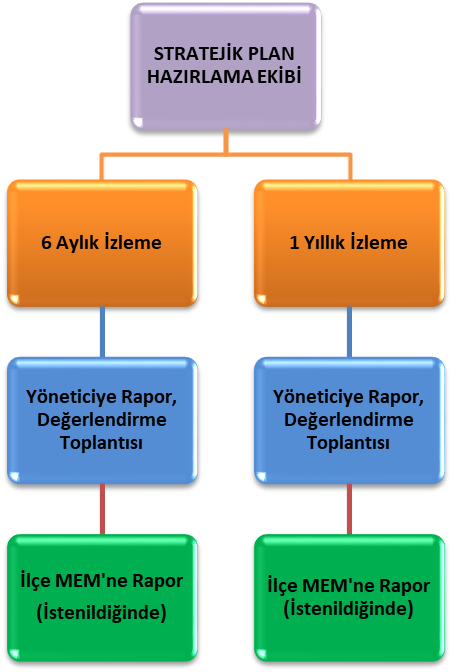 STRATEJİK PLAN
HAZIRLAMA EKİBİ
6 Aylık İzleme
1 Yıllık İzleme
Yöneticiye Rapor,
Değerlendirme
Toplantısı
Yöneticiye Rapor,
Değerlendirme
Toplantısı
İlçe MEM'ne Rapor
(İstenildiğinde)
İlçe MEM'ne Rapor
(İstenildiğinde)